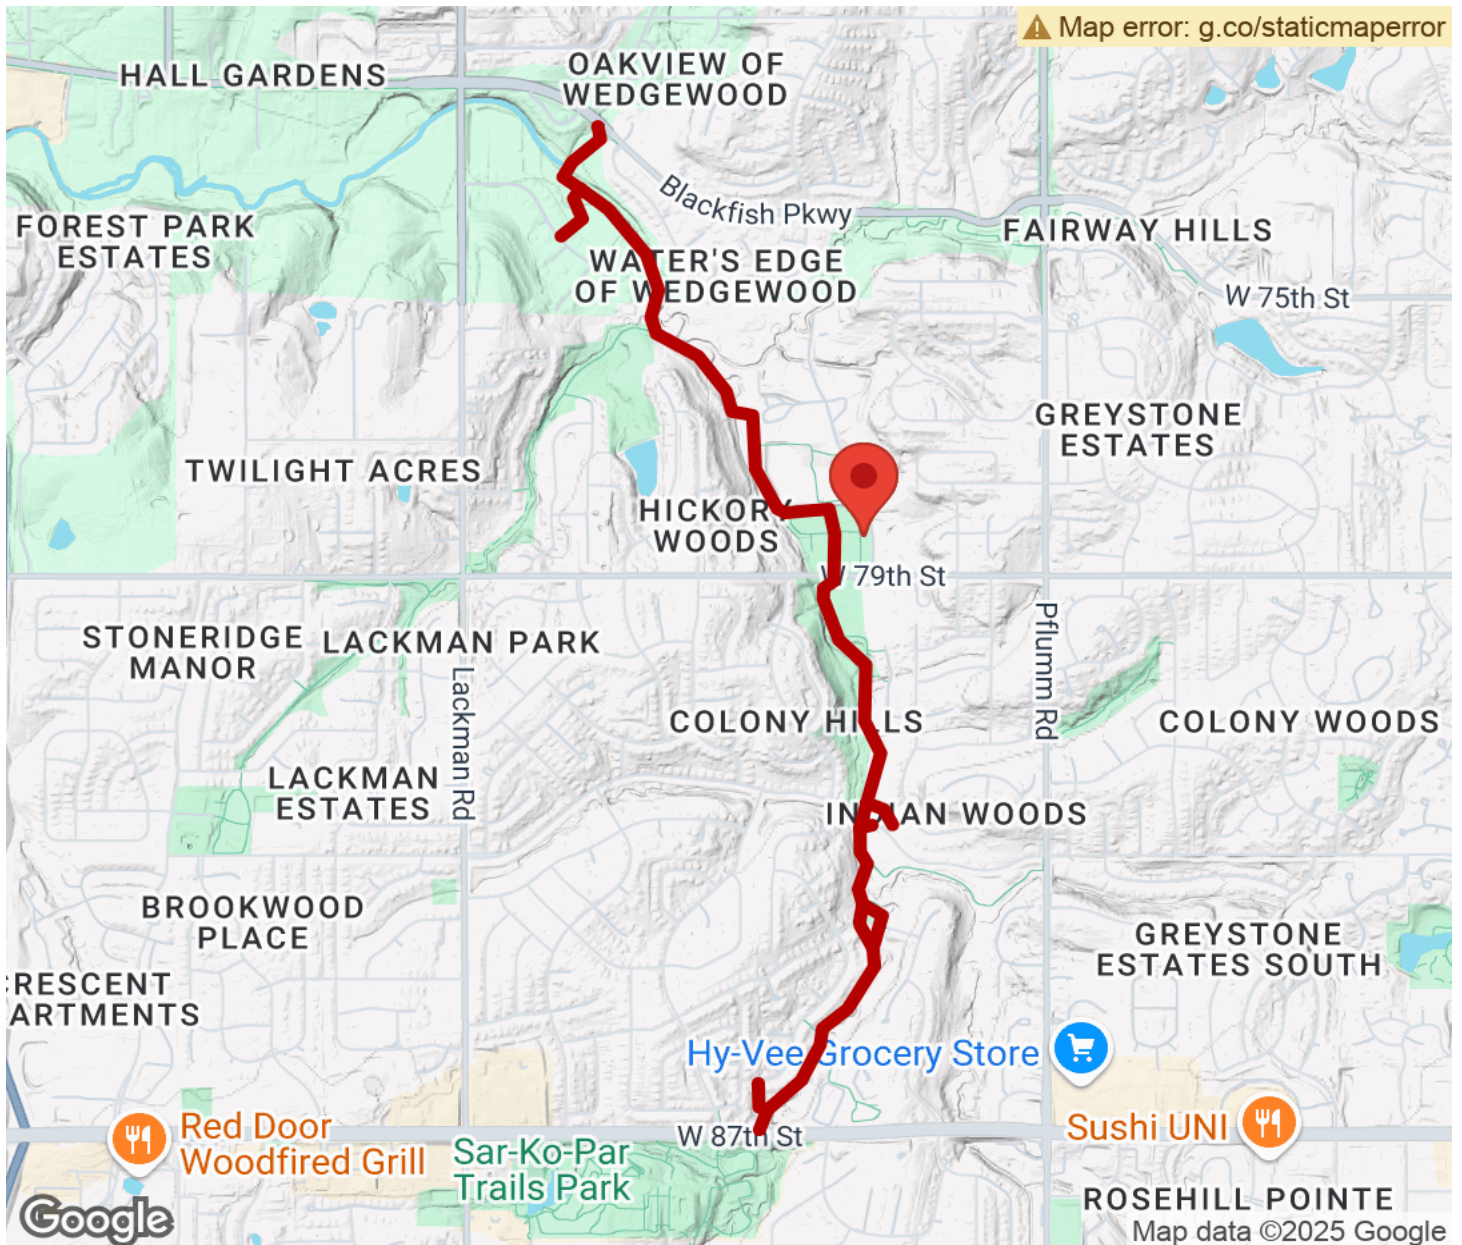 Map error: g.co/staticmaperror
HALL GARDENS
OAKVIEW OF
WEDGEWOOD
Blackfish Pkwy
FOREST PARK
ESTATES
FAIRWAY HILLS
WATER'S EDGE
OF WEDGEWOOD
W 75th St
GREYSTONE
ESTATES
TWILIGHT ACRES
HICKORY
WOODS
W 79th St
Pflumm Rd
STONERIDGE
MANOR
LACKMAN PARK
Lackman Rd
COLONY HILLS
COLONY WOODS
LACKMAN
ESTATES
INDIAN WOODS
BROOKWOOD
PLACE
GREYSTONE
ESTATES SOUTH
CRESCENT
ARTMENTS
Hy-Vee Grocery Store
Red Door
Woodfired Grill
W 87th St
Sushi UNI
Sar-Ko-Par
Trails Park
ROSEHILL POINTE
Google
Map data ©2025 Google